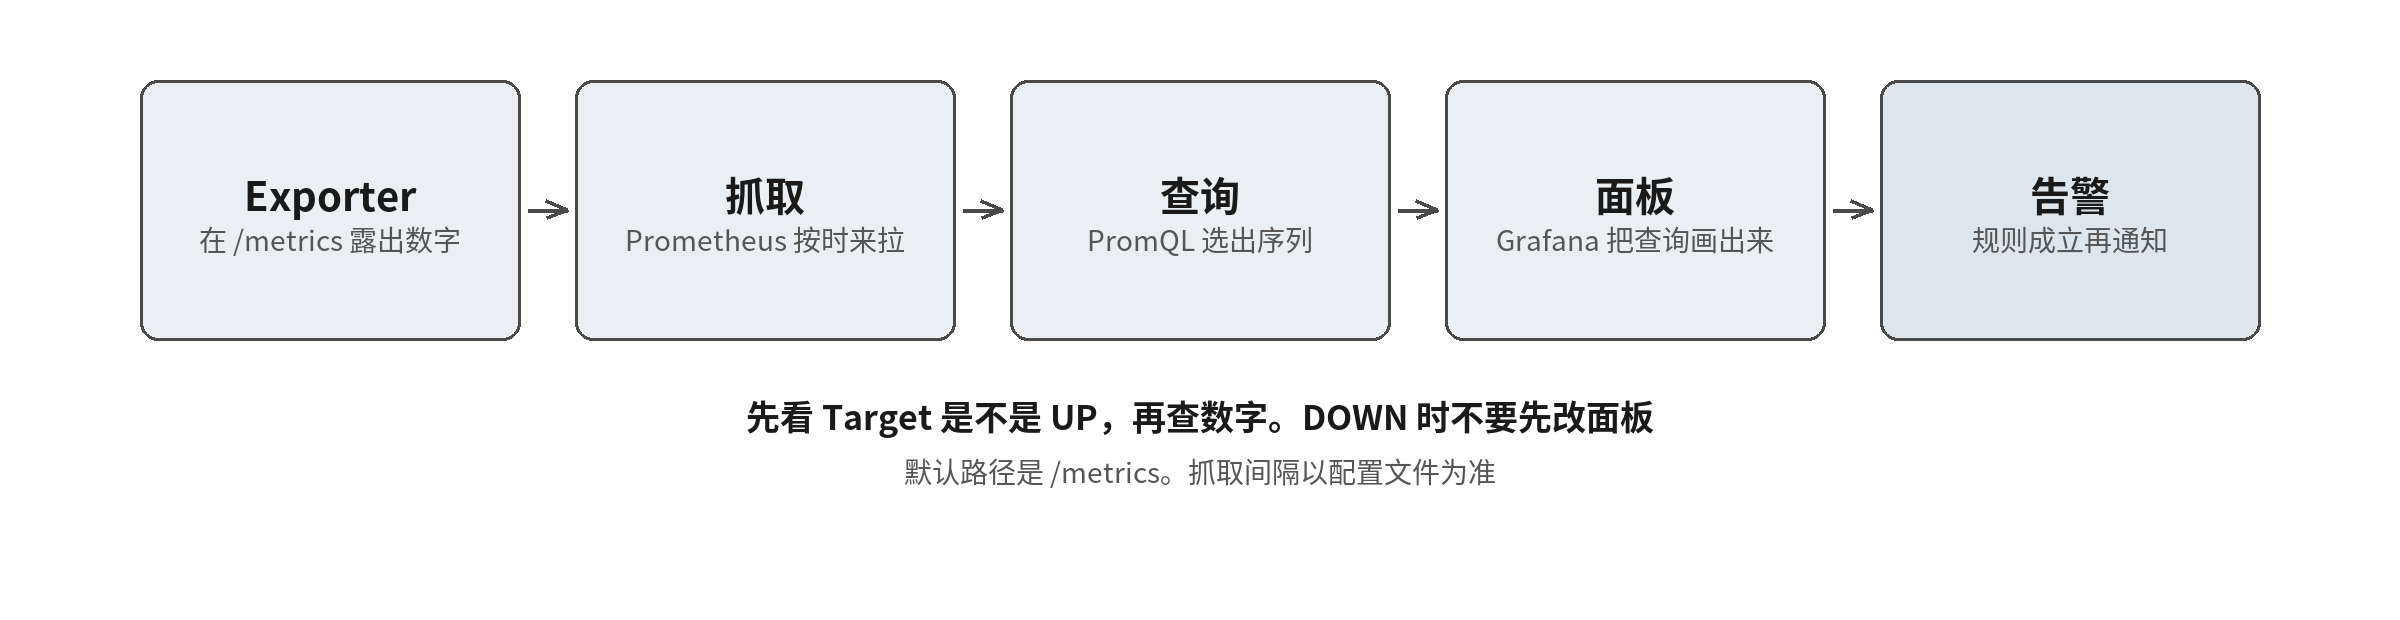 Exporter
在 /metrics 露出数字
抓取
Prometheus 按时来拉
查询
PromQL 选出序列
面板
Grafana 把查询画出来
告警
规则成立再通知
先看 Target 是不是 UP，再查数字。DOWN 时不要先改面板
默认路径是 /metrics。抓取间隔以配置文件为准